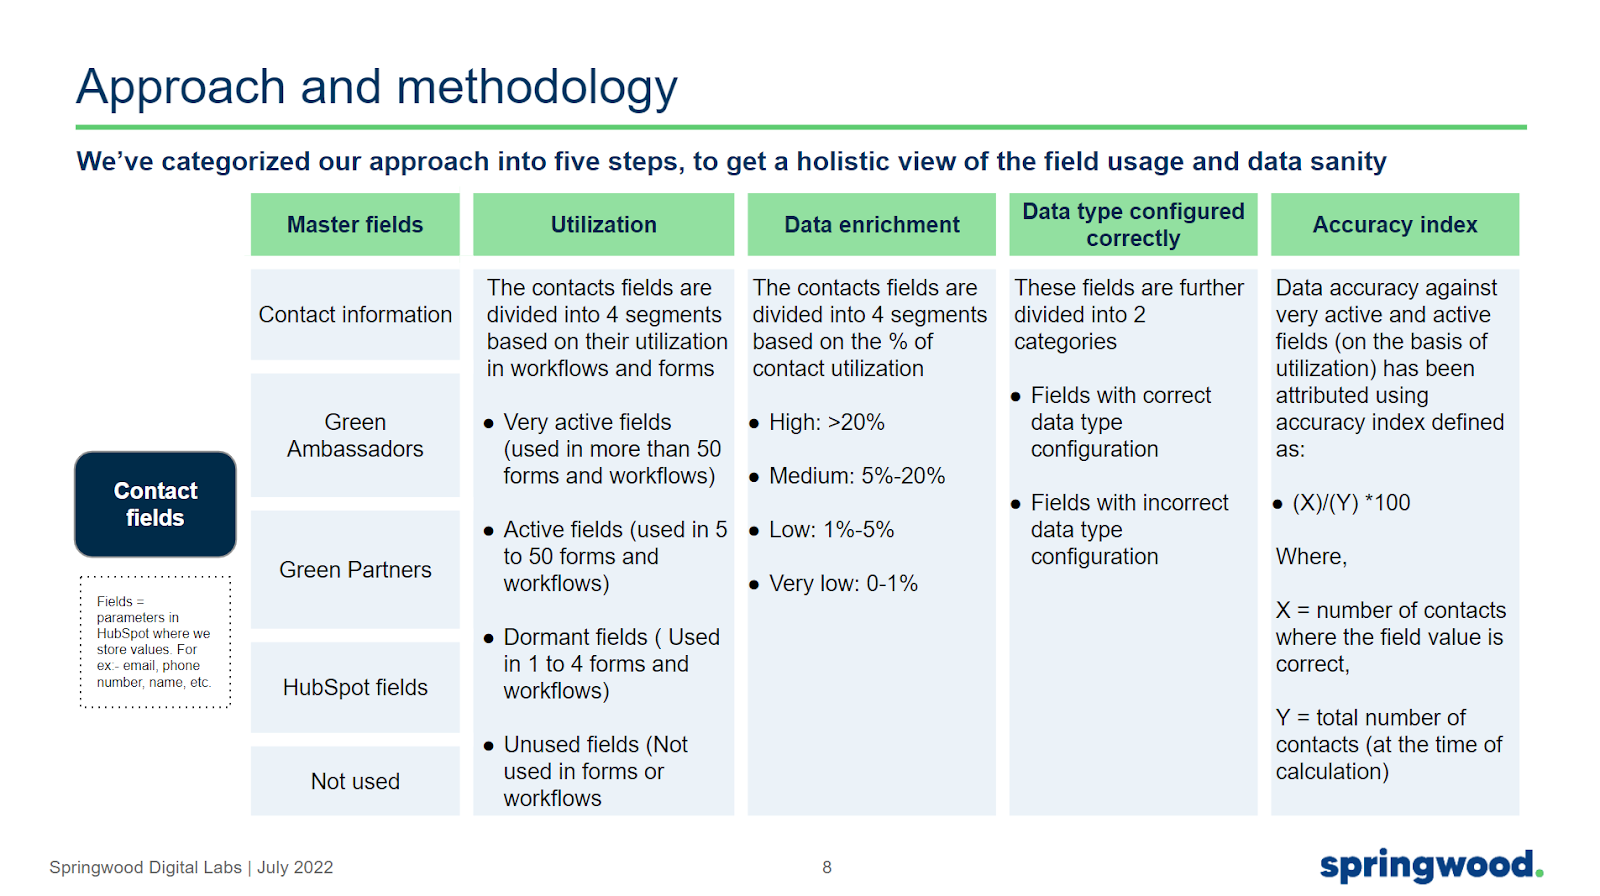 Approach and methodology
We’ve categorized our approach into five steps, to get a holistic view of the field usage and data sanity
Contact
fields
Fields =
parameters in
HubSpot where we
store values. For
ex:- email, phone
number, name, etc.
Master fields
Contact information
Green
Ambassadors
Green Partners
HubSpot fields
Not used
Utilization
The contacts fields are
divided into 4 segments
based on their utilization
in workflows and forms
● Very active fields
(used in more than 50
forms and workflows)
● Active fields (used in 5
to 50 forms and
workflows)
● Dormant fields ( Used
in 1 to 4 forms and
workflows)
● Unused fields (Not
used in forms or
workflows
Data enrichment
The contacts fields are
divided into 4 segments
based on the % of
contact utilization
● High: >20%
● Medium: 5%-20%
● Low: 1%-5%
● Very low: 0-1%
Data type configured
correctly
These fields are further
divided into 2
categories
● Fields with correct
data type
configuration
● Fields with incorrect
data type
configuration
Accuracy index
Data accuracy against
very active and active
fields (on the basis of
utilization) has been
attributed using
accuracy index defined
as:
● (X)/(Y) *100
Where,
X = number of contacts
where the field value is
correct,
Y = total number of
contacts (at the time of
calculation)
Springwood Digital Labs | July 2022
8
springwood.